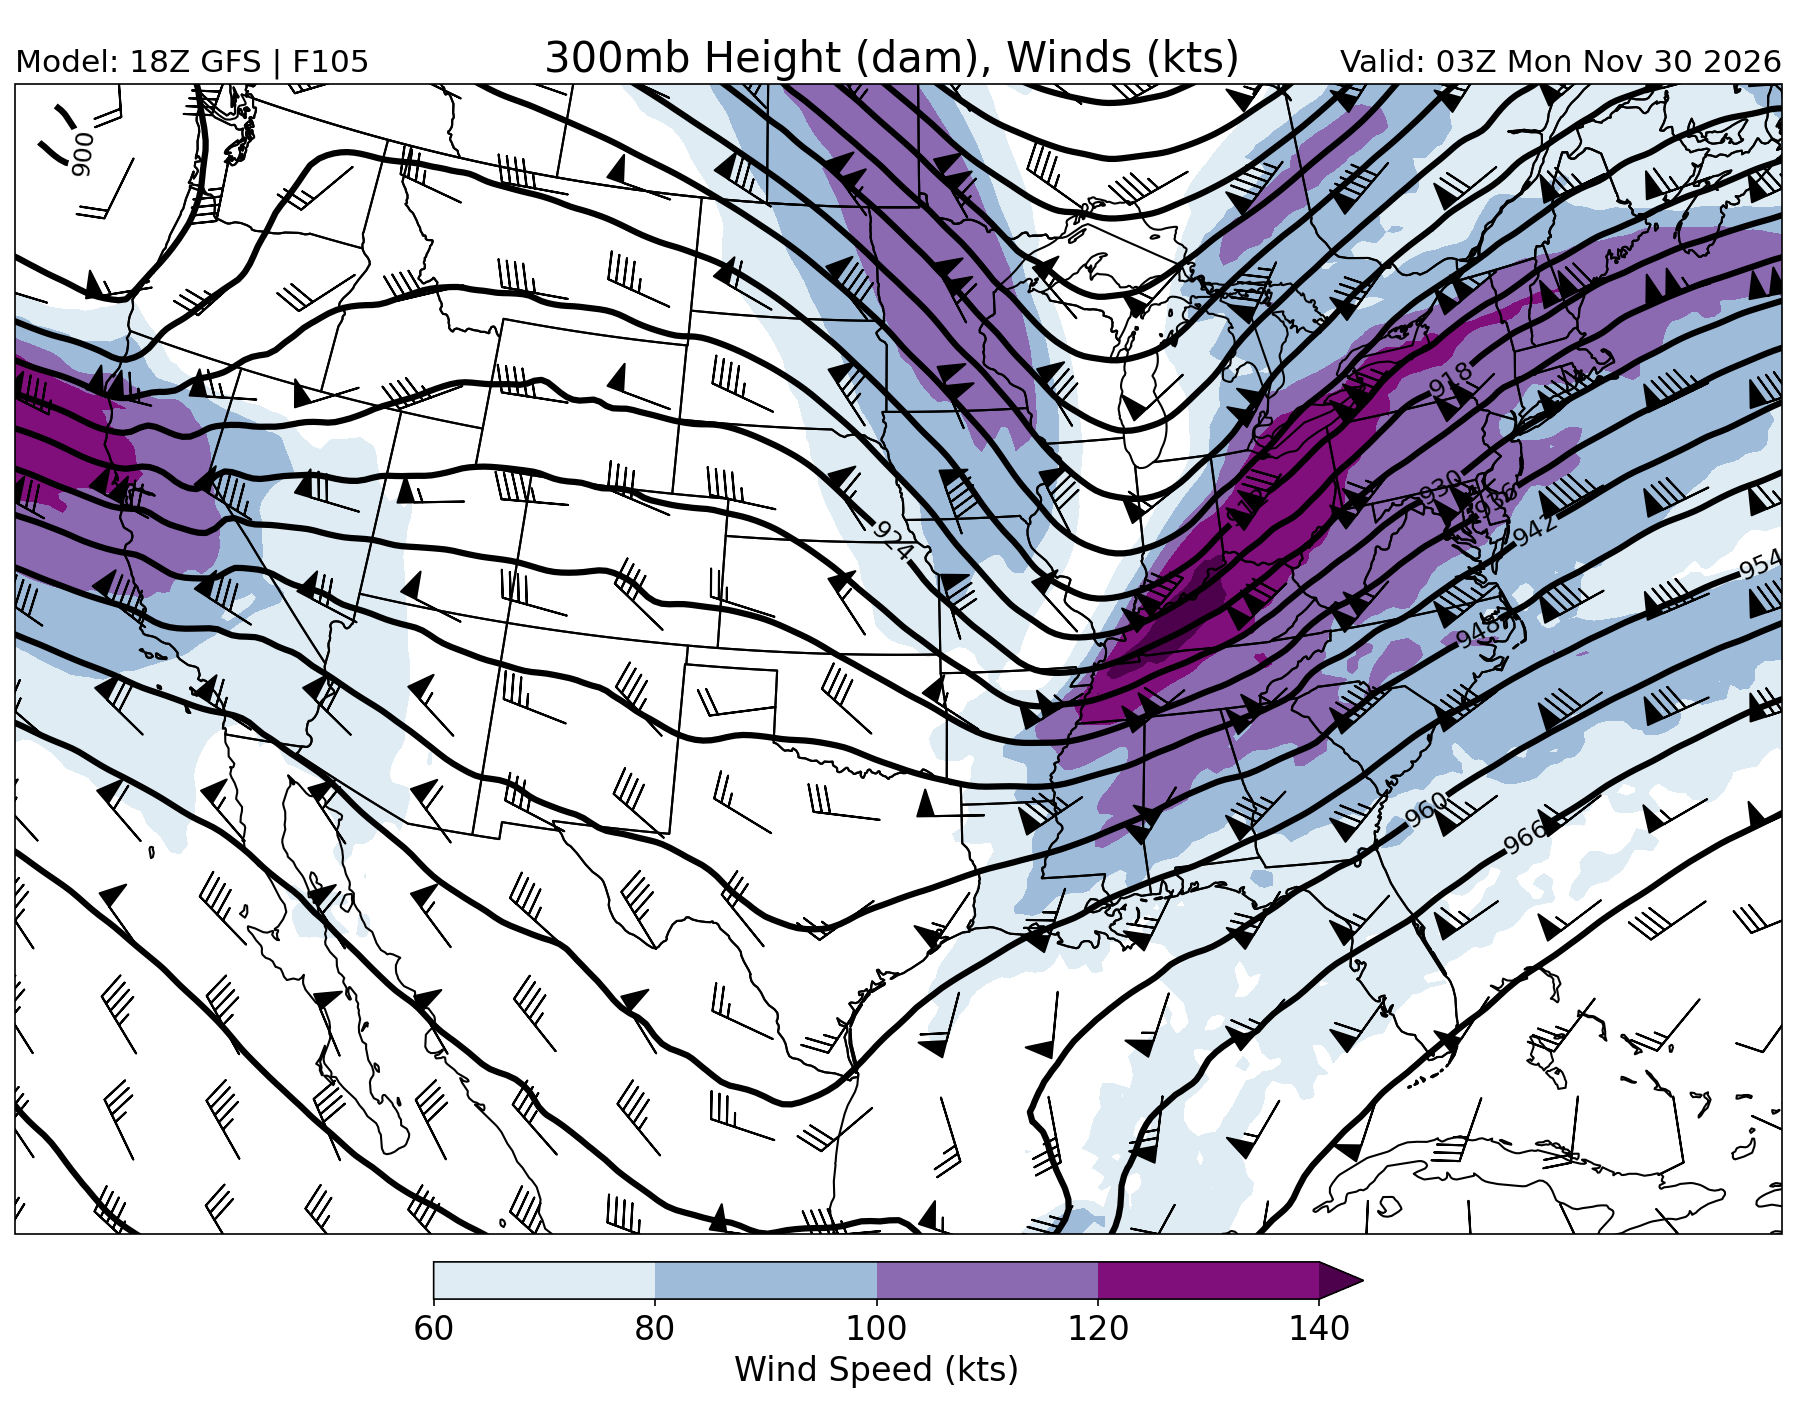 Model: 18Z GFS | F105
300mb Height (dam), Winds (kts)
Valid: 03Z Mon Nov 30 2026
900
918
930
936
924
942
954
948
960
966
60 80 100 120 140
Wind Speed (kts)